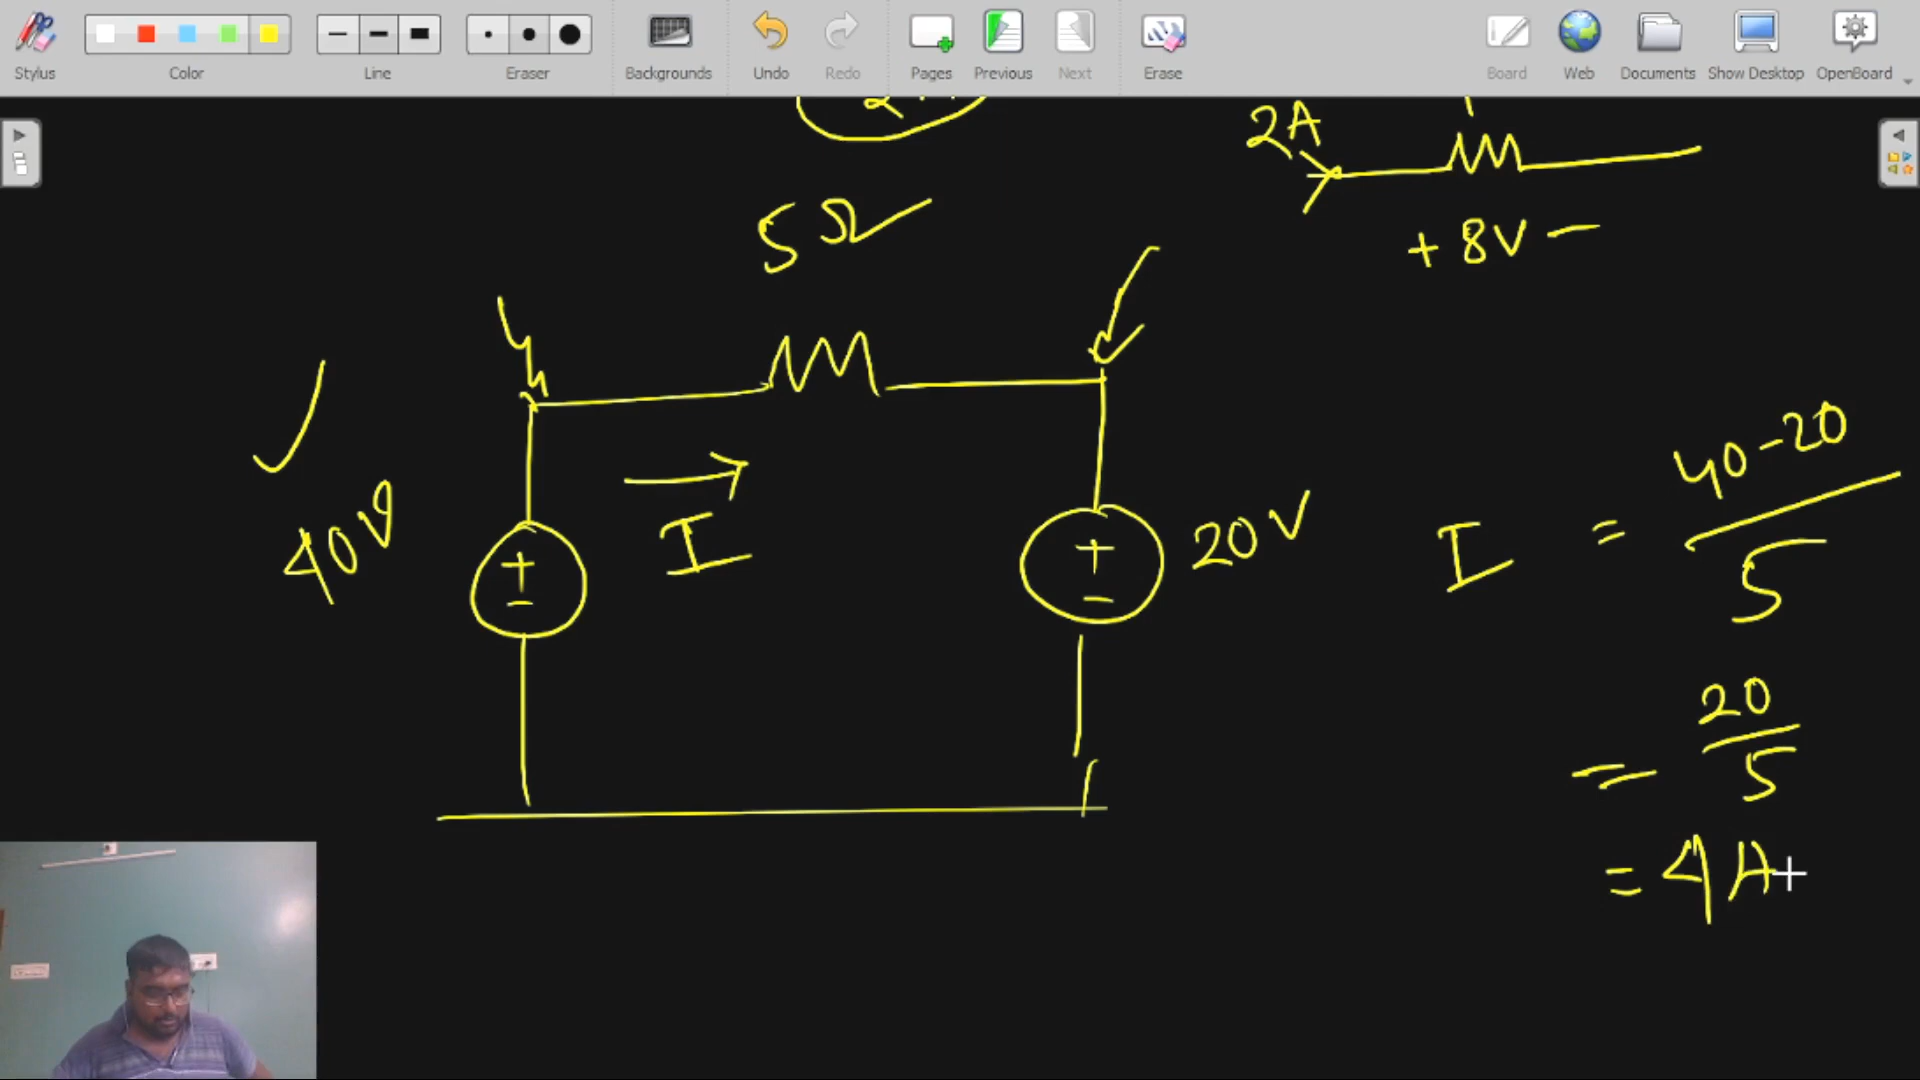 Stylus
Color
Line
Eraser
Backgrounds
Undo
Redo
Pages
Previous
Next
Erase
Board
Web
Documents
Show Desktop
OpenBoard
2A
+ 8V −
5Ω
40V
+
−
I
+
−
20V
I = 40-20
5
= 20
5
= 4A